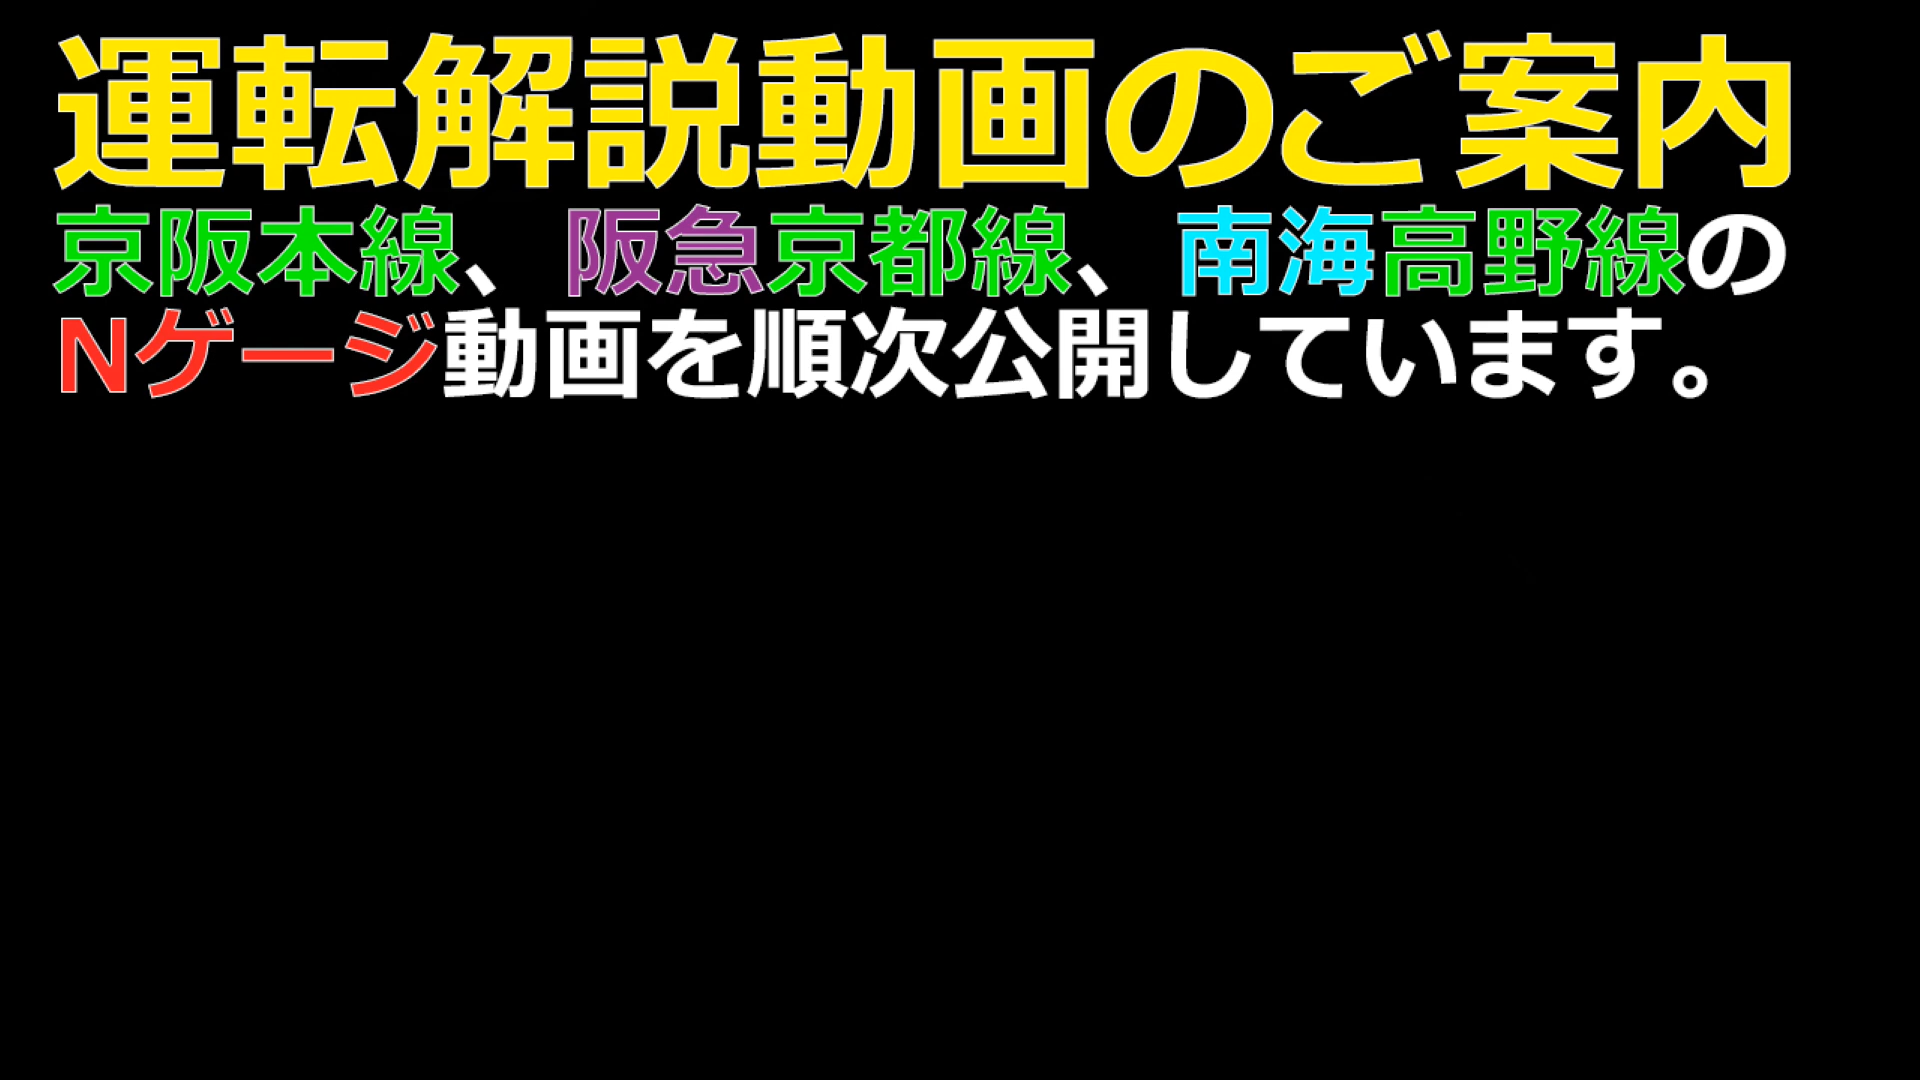 運転解説動画のご案内
京阪本線、阪急京都線、南海高野線の
Nゲージ動画を順次公開しています。